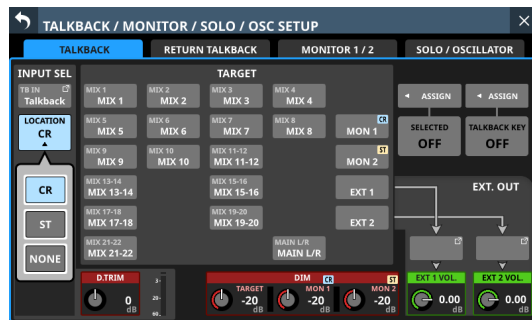 TALKBACK / MONITOR / SOLO / OSC SETUP
TALKBACK
RETURN TALKBACK
MONITOR 1 / 2
SOLO / OSCILLATOR
INPUT SEL
TARGET
TB IN
Talkback
MIX 1
MIX 1
MIX 2
MIX 2
MIX 3
MIX 3
MIX 4
MIX 4
ASSIGN
ASSIGN
LOCATION
CR
MIX 5
MIX 5
MIX 6
MIX 6
MIX 7
MIX 7
MIX 8
MIX 8
CR
MON 1
SELECTED
OFF
TALKBACK KEY
OFF
MIX 9
MIX 9
MIX 10
MIX 10
MIX 11-12
MIX 11-12
ST
MON 2
CR
MIX 13-14
MIX 13-14
MIX 15-16
MIX 15-16
EXT 1
EXT. OUT
ST
MIX 17-18
MIX 17-18
MIX 19-20
MIX 19-20
EXT 2
NONE
MIX 21-22
MIX 21-22
MAIN L/R
MAIN L/R
D.TRIM
0
dB
3-
20-
60.
DIM
CR
ST
TARGET
-20
dB
MON 1
-20
dB
MON 2
-20
dB
EXT 1 VOL.
0.00
dB
EXT 2 VOL.
0.00
dB